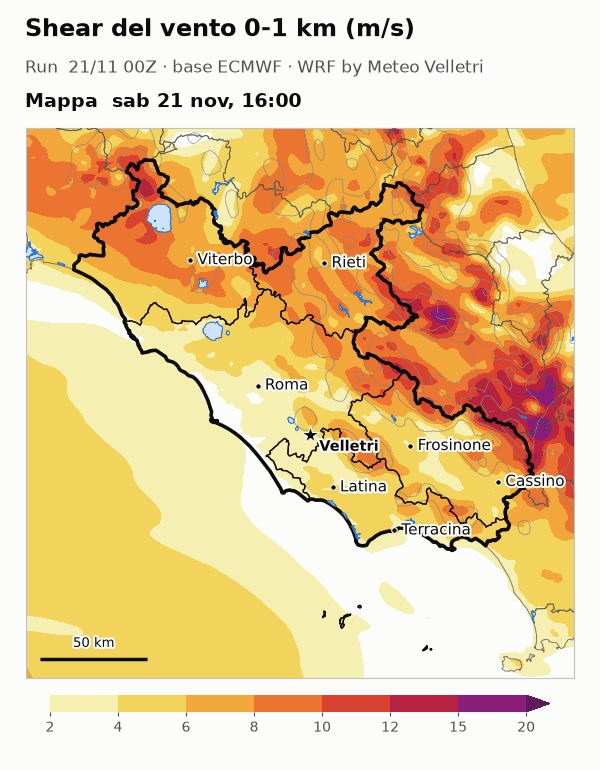 Shear del vento 0-1 km (m/s)
Run  21/11 00Z · base ECMWF · WRF by Meteo Velletri
Mappa  sab 21 nov, 16:00
Viterbo
Rieti
Roma
Velletri
Frosinone
Cassino
Latina
Terracina
50 km
2 4 6 8 10 12 15 20